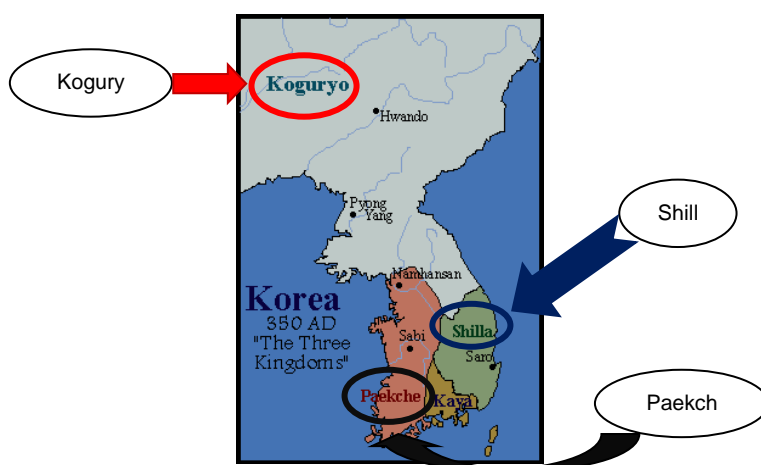 Kogury
Koguryo
Hwando
Shill
Pyong
Yang
Namhansan
Korea
350 AD
"The Three
Kingdoms"
Shilla
Sabi
Saro
Paekche
Kaya
Paekch